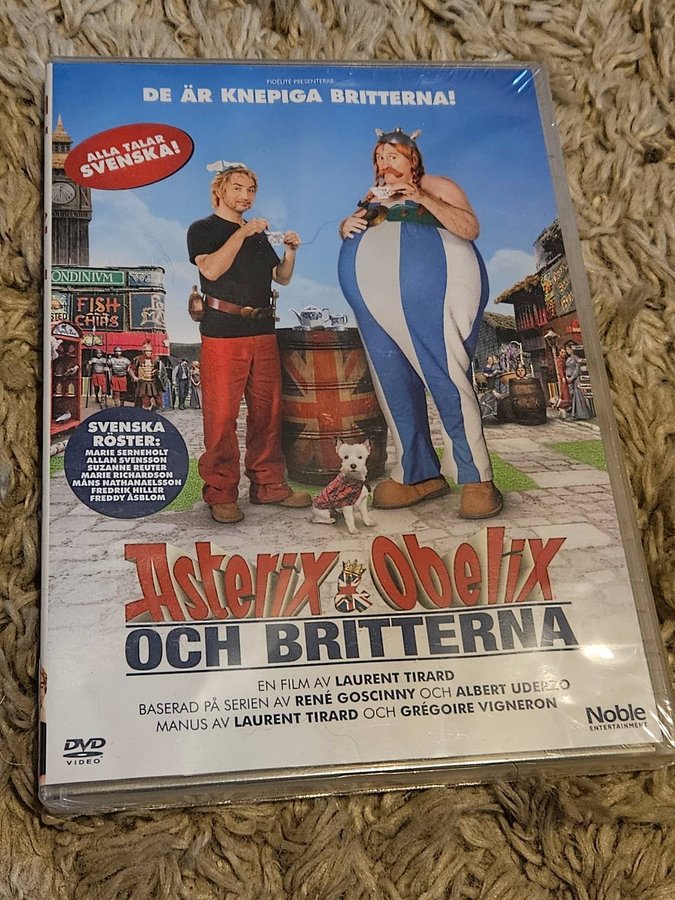 FIDÉLITÉ PRESENTERAR
DE ÄR KNEPIGA BRITTERNA!
ALLA TALAR
SVENSKA!
ONDINIVM
FISH
CHIPS
SVENSKA
RÖSTER:
MARIE SERNEHOLT
ALLAN SVENSSON
SUZANNE REUTER
MARIE RICHARDSON
MÅNS NATHANAELSON
FREDRIK HILLER
FREDDY ÅSBLOM
Asterix & Obelix
OCH BRITTERNA
EN FILM AV LAURENT TIRARD
BASERAD PÅ SERIEN AV RENÉ GOSCINNY OCH ALBERT UDERZO
MANUS AV LAURENT TIRARD OCH GRÉGOIRE VIGNERON
DVD
VIDEO
Noble
ENTERTAINMENT